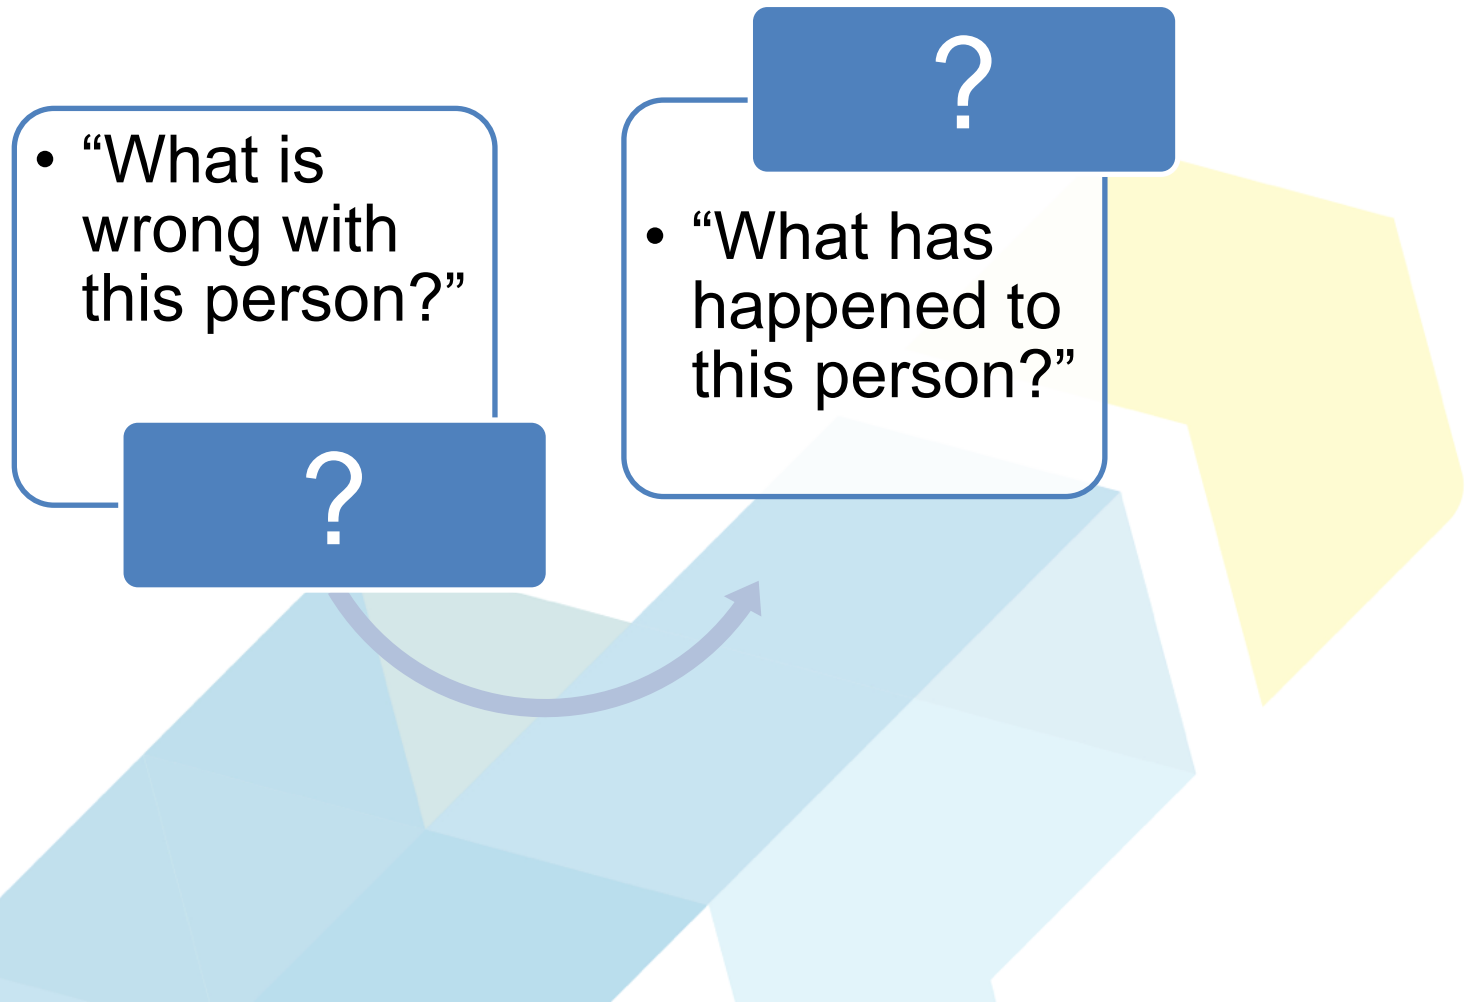 • “What is
wrong with
this person?”
?
?
• “What has
happened to
this person?”